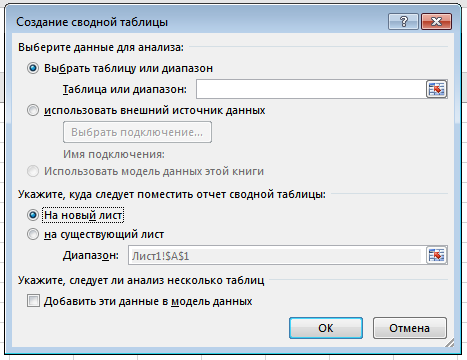 Создание сводной таблицы
Выберите данные для анализа:
Выбрать таблицу или диапазон
Таблица или диапазон:
использовать внешний источник данных
Выбрать подключение...
Имя подключения:
Использовать модель данных этой книги
Укажите, куда следует поместить отчет сводной таблицы:
На новый лист
на существующий лист
Диапазон: Лист1!$A$1
Укажите, следует ли анализ несколько таблиц
Добавить эти данные в модель данных
ОК Отмена